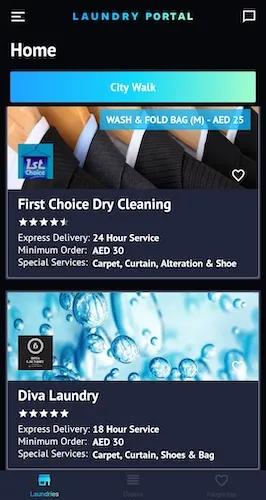 LAUNDRY PORTAL
Home
City Walk
WASH & FOLD BAG (M) - AED 25
1st
Choice
First Choice Dry Cleaning
Express Delivery: 24 Hour Service
Minimum Order: AED 30
Special Services: Carpet, Curtain, Alteration & Shoe
DIVA LAUNDRY
Diva Laundry
Express Delivery: 18 Hour Service
Minimum Order: AED 30
Special Services: Carpet, Curtain, Shoes & Bag
Laundries